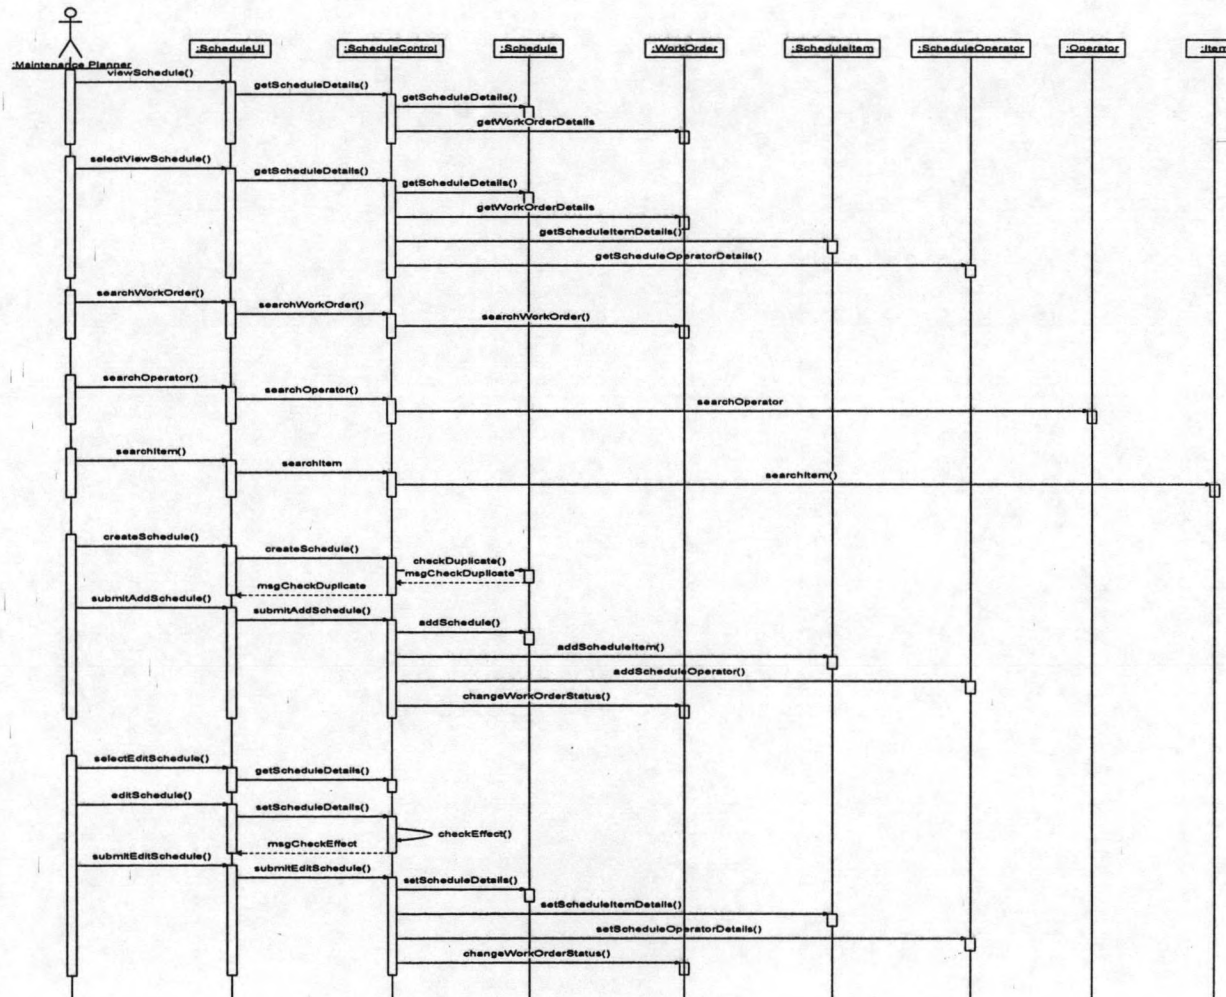 :ScheduleUI
:ScheduleControl
:Schedule
:WorkOrder
:ScheduleItem
:ScheduleOperator
:Operator
:Item
:Maintenance Planner
viewSchedule()
getScheduleDetails()
getScheduleDetails()
getWorkOrderDetails
selectViewSchedule()
getScheduleDetails()
getScheduleDetails()
getWorkOrderDetails
getScheduleItemDetails()
getScheduleOperatorDetails()
searchWorkOrder()
searchWorkOrder()
searchWorkOrder()
searchOperator()
searchOperator()
searchOperator
searchItem()
searchItem
searchItem()
createSchedule()
createSchedule()
checkDuplicate()
msgCheckDuplicate
msgCheckDuplicate
submitAddSchedule()
submitAddSchedule()
addSchedule()
addScheduleItem()
addScheduleOperator()
changeWorkOrderStatus()
selectEditSchedule()
getScheduleDetails()
editSchedule()
setScheduleDetails()
checkEffect()
msgCheckEffect
submitEditSchedule()
submitEditSchedule()
setScheduleDetails()
setScheduleItemDetails()
setScheduleOperatorDetails()
changeWorkOrderStatus()